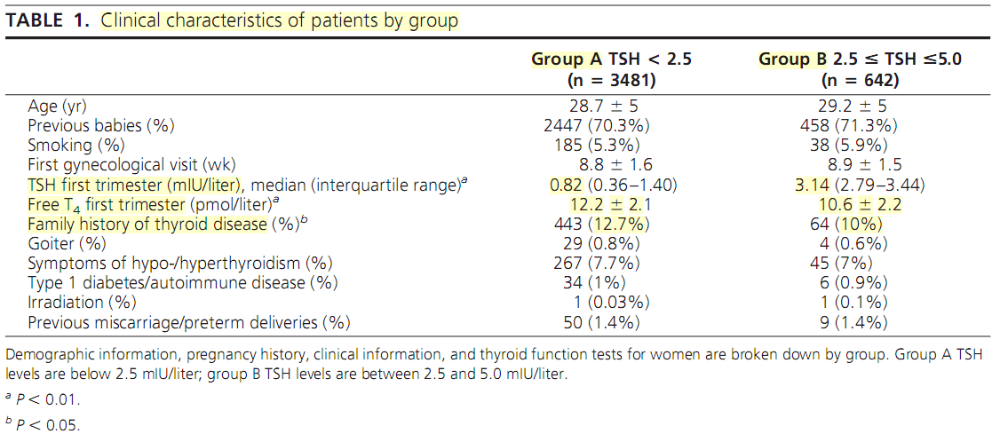 TABLE 1. Clinical characteristics of patients by group
Group A TSH < 2.5 (n = 3481) Group B 2.5 ≤ TSH ≤5.0 (n = 642)
Age (yr) 28.7 ± 5 29.2 ± 5
Previous babies (%) 2447 (70.3%) 458 (71.3%)
Smoking (%) 185 (5.3%) 38 (5.9%)
First gynecological visit (wk) 8.8 ± 1.6 8.9 ± 1.5
TSH first trimester (mIU/liter), median (interquartile range)a 0.82 (0.36–1.40) 3.14 (2.79–3.44)
Free T4 first trimester (pmol/liter)a 12.2 ± 2.1 10.6 ± 2.2
Family history of thyroid disease (%)b 443 (12.7%) 64 (10%)
Goiter (%) 29 (0.8%) 4 (0.6%)
Symptoms of hypo-/hyperthyroidism (%) 267 (7.7%) 45 (7%)
Type 1 diabetes/autoimmune disease (%) 34 (1%) 6 (0.9%)
Irradiation (%) 1 (0.03%) 1 (0.1%)
Previous miscarriage/preterm deliveries (%) 50 (1.4%) 9 (1.4%)
Demographic information, pregnancy history, clinical information, and thyroid function tests for women are broken down by group. Group A TSH
levels are below 2.5 mIU/liter; group B TSH levels are between 2.5 and 5.0 mIU/liter.
a P < 0.01.
b P < 0.05.